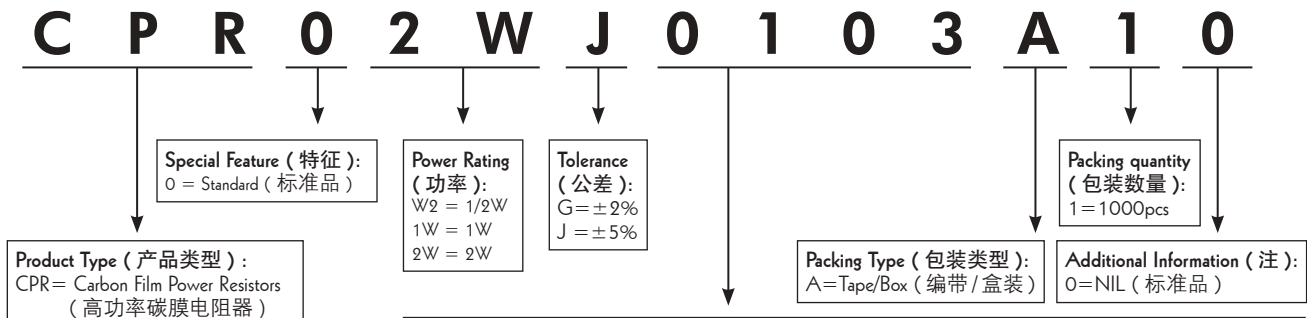 C P R 0 2 W J 0 1 0 3 A 1 0
Special Feature ( 特征 ):
0 = Standard ( 标准品 )
Power Rating
( 功率 ):
W2 = 1/2W
1W = 1W
2W = 2W
Tolerance
( 公差 ):
G=±2%
J =±5%
Packing quantity
( 包装数量 ):
1=1000pcs
Product Type ( 产品类型 ) :
CPR= Carbon Film Power Resistors
( 高功率碳膜电阻器 )
Packing Type ( 包装类型 ):
A=Tape/Box ( 编带 / 盒装 )
Additional Information ( 注 ):
0=NIL ( 标准品 )